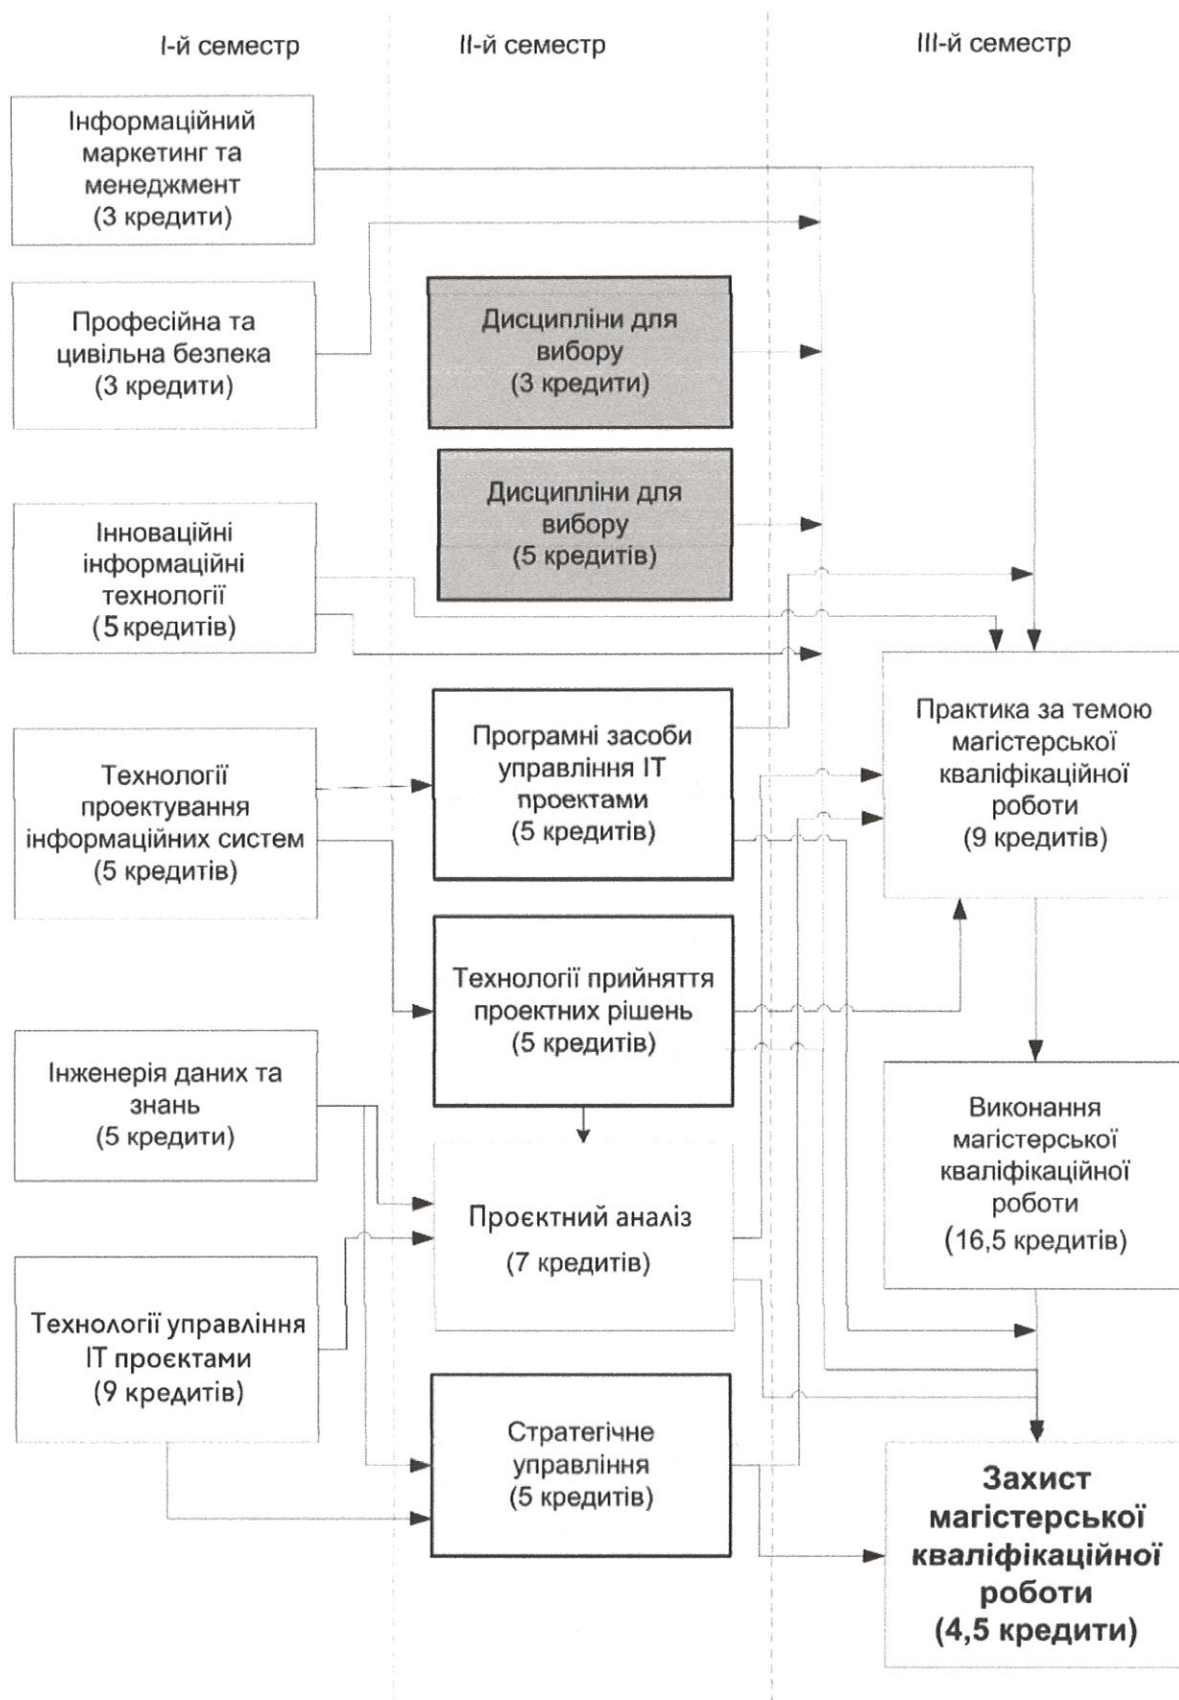 I-й семестр
II-й семестр
III-й семестр
Інформаційний
маркетинг та
менеджмент
(3 кредити)
Професійна та
цивільна безпека
(3 кредити)
Інноваційні
інформаційні
технології
(5 кредитів)
Технології
проектування
інформаційних систем
(5 кредитів)
Інженерія даних та
знань
(5 кредити)
Технології управління
ІТ проєктами
(9 кредитів)
Дисципліни для
вибору
(3 кредити)
Дисципліни для
вибору
(5 кредитів)
Програмні засоби
управління ІТ
проектами
(5 кредитів)
Технології прийняття
проектних рішень
(5 кредитів)
Проєктний аналіз
(7 кредитів)
Стратегічне
управління
(5 кредитів)
Практика за темою
магістерської
кваліфікаційної
роботи
(9 кредитів)
Виконання
магістерської
кваліфікаційної
роботи
(16,5 кредитів)
Захист
магістерської
кваліфікаційної
роботи
(4,5 кредити)